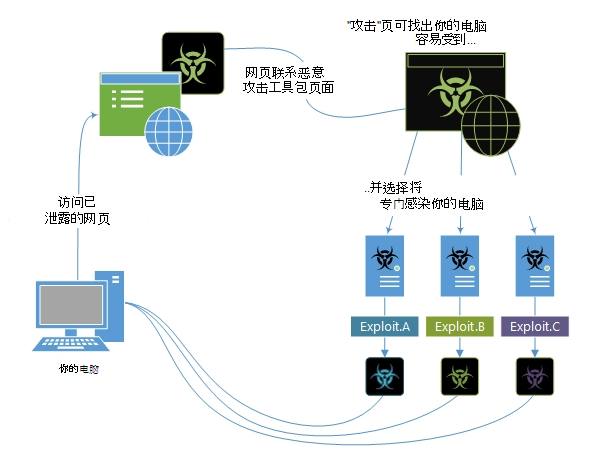 "攻击"页可找出你的电脑
容易受到...
网页联系恶意
攻击工具包页面
访问已
泄露的网页
..并选择将
专门感染你的电脑
Exploit.A
Exploit.B
Exploit.C
你的电脑